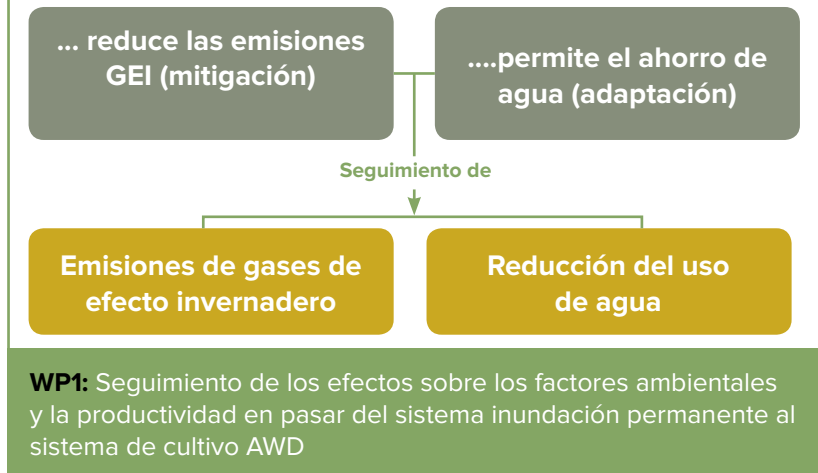 ... reduce las emisiones
GEI (mitigación)
....permite el ahorro de
agua (adaptación)
Seguimiento de
Emisiones de gases de
efecto invernadero
Reducción del uso
de agua
WP1: Seguimiento de los efectos sobre los factores ambientales
y la productividad en pasar del sistema inundación permanente al
sistema de cultivo AWD